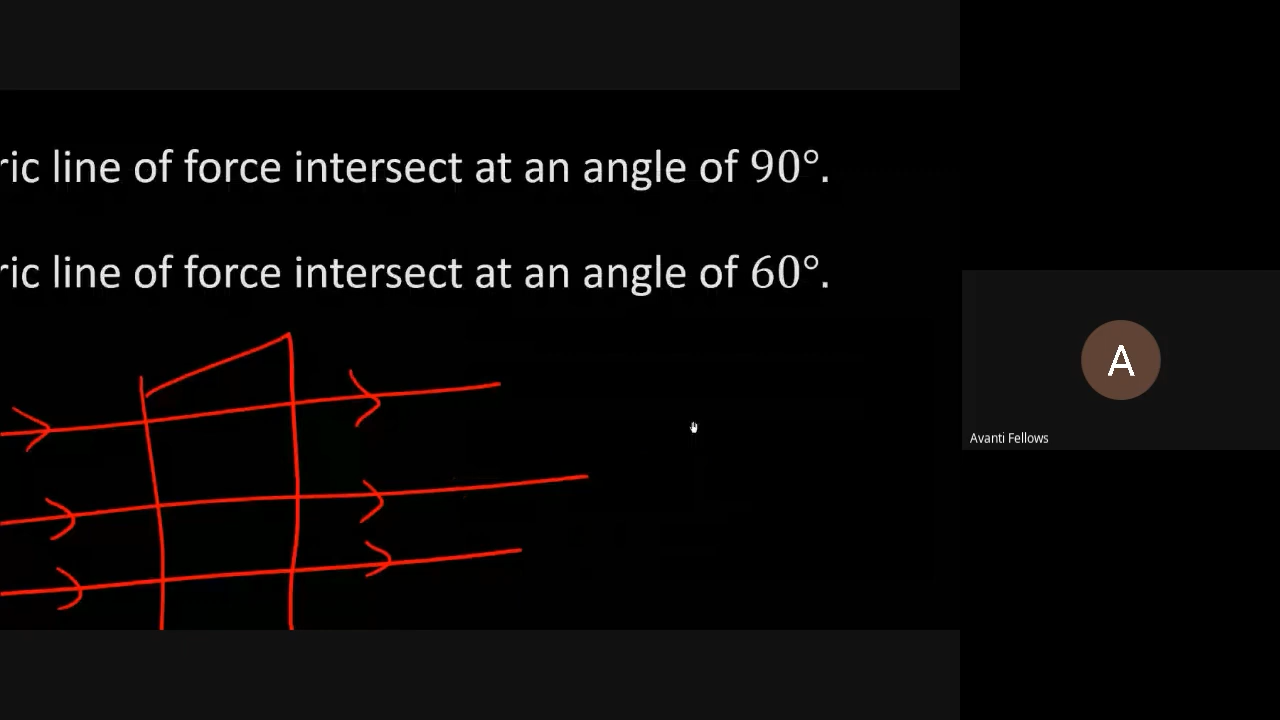 ric line of force intersect at an angle of 90°.
ric line of force intersect at an angle of 60°.
A
Avanti Fellows